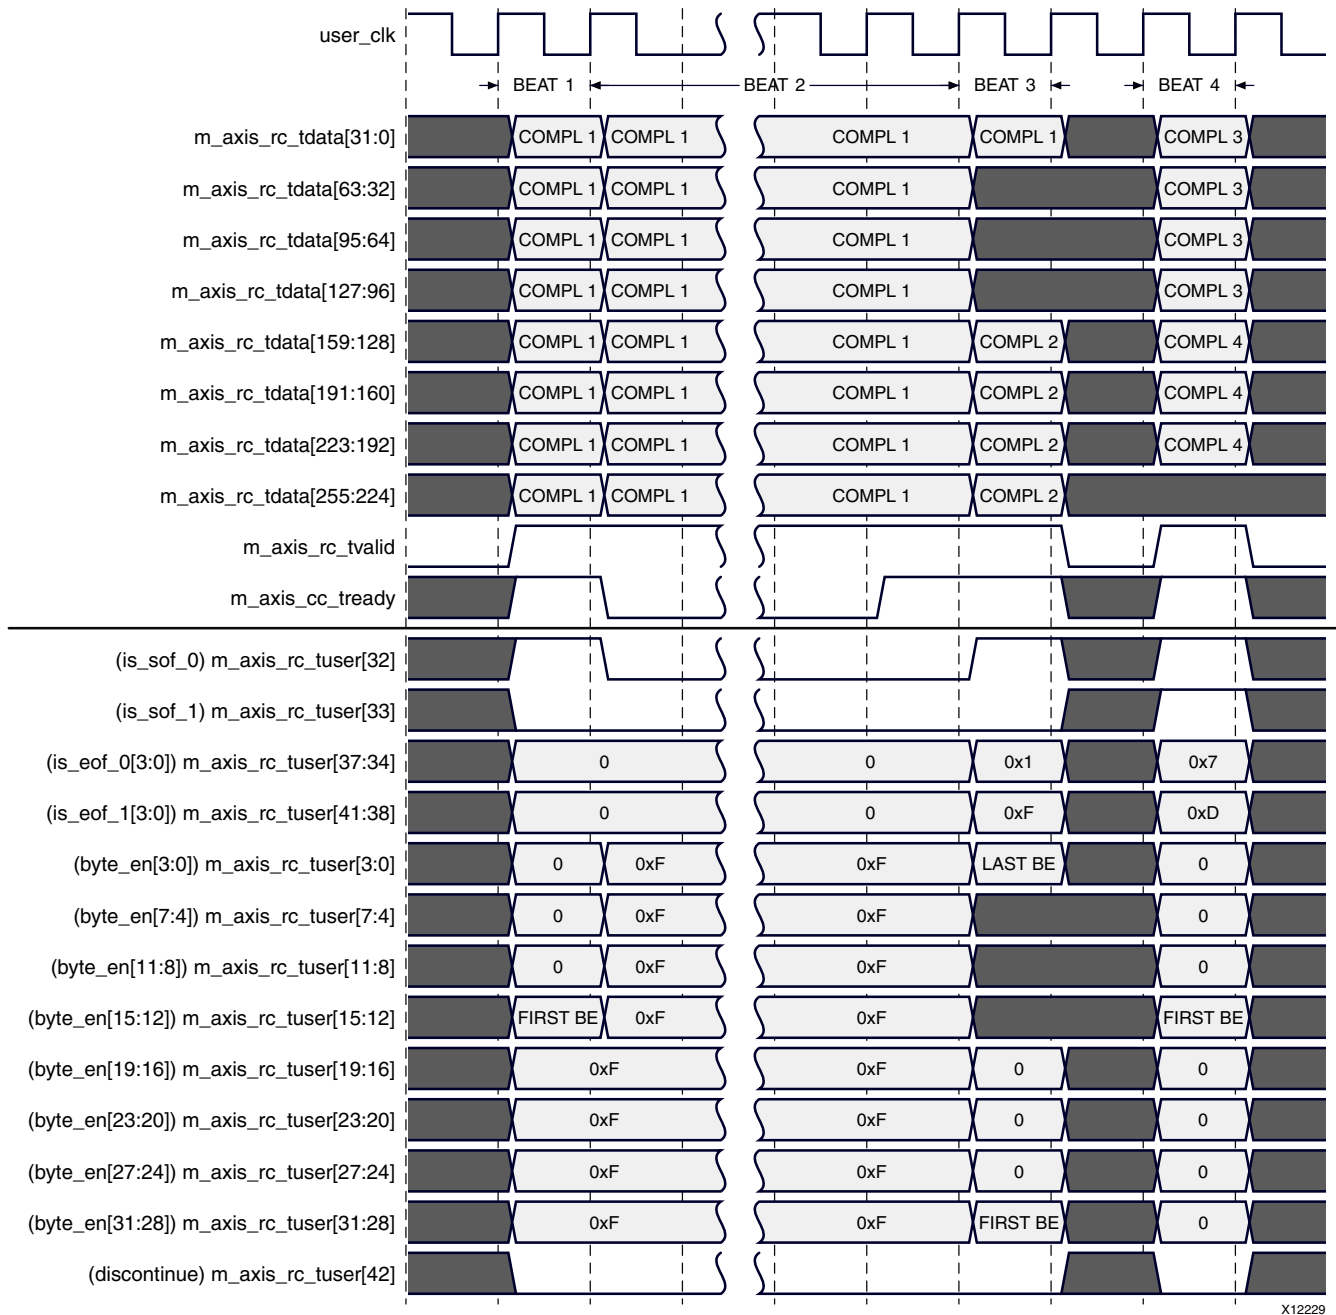 user_clk
BEAT 1 BEAT 2 BEAT 3 BEAT 4
m_axis_rc_tdata[31:0] COMPL 1 COMPL 1 COMPL 1 COMPL 1 COMPL 3
m_axis_rc_tdata[63:32] COMPL 1 COMPL 1 COMPL 1 COMPL 3
m_axis_rc_tdata[95:64] COMPL 1 COMPL 1 COMPL 1 COMPL 3
m_axis_rc_tdata[127:96] COMPL 1 COMPL 1 COMPL 1 COMPL 3
m_axis_rc_tdata[159:128] COMPL 1 COMPL 1 COMPL 1 COMPL 2 COMPL 4
m_axis_rc_tdata[191:160] COMPL 1 COMPL 1 COMPL 1 COMPL 2 COMPL 4
m_axis_rc_tdata[223:192] COMPL 1 COMPL 1 COMPL 1 COMPL 2 COMPL 4
m_axis_rc_tdata[255:224] COMPL 1 COMPL 1 COMPL 1 COMPL 2
m_axis_rc_tvalid
m_axis_cc_tready
(is_sof_0) m_axis_rc_tuser[32]
(is_sof_1) m_axis_rc_tuser[33]
(is_eof_0[3:0]) m_axis_rc_tuser[37:34] 0 0 0x1 0x7
(is_eof_1[3:0]) m_axis_rc_tuser[41:38] 0 0 0xF 0xD
(byte_en[3:0]) m_axis_rc_tuser[3:0] 0 0xF 0xF LAST BE 0
(byte_en[7:4]) m_axis_rc_tuser[7:4] 0 0xF 0xF 0
(byte_en[11:8]) m_axis_rc_tuser[11:8] 0 0xF 0xF 0
(byte_en[15:12]) m_axis_rc_tuser[15:12] FIRST BE 0xF 0xF FIRST BE
(byte_en[19:16]) m_axis_rc_tuser[19:16] 0xF 0xF 0 0
(byte_en[23:20]) m_axis_rc_tuser[23:20] 0xF 0xF 0 0
(byte_en[27:24]) m_axis_rc_tuser[27:24] 0xF 0xF 0 0
(byte_en[31:28]) m_axis_rc_tuser[31:28] 0xF 0xF FIRST BE 0
(discontinue) m_axis_rc_tuser[42]
X12229